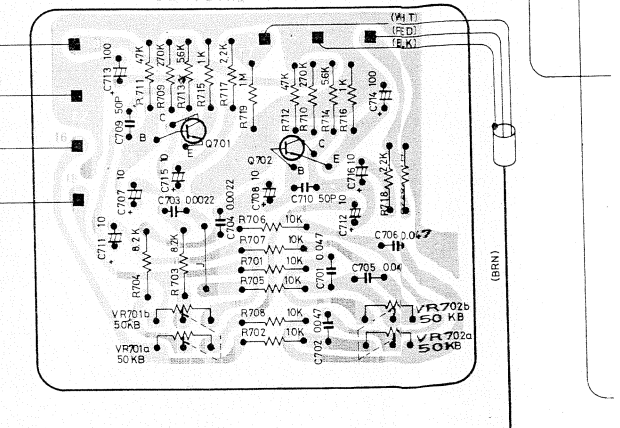 (WHT)
(RED)
(BLK)
C713 100
R711 47K
R709 270K
R713 56K
R715 1K
R717 2.2K
R719 1M
R712 47K
R710 270K
R714 56K
R716 1K
C714 100
C709 50P
C
B
E
Q701
Q702
C
E
B
C707 10
C715 10
C703 0.0022
C704 0.0022
C708 10
C710 50P
C716 10
C712 10
R718 2.2K
C711 10
R704 8.2K
R703 8.2K
J
R706 10K
R707 10K
R701 10K
R705 10K
C701 0.047
C706 0.047
C705 0.04
(BRN)
VR701b
50KB
R708 10K
R702 10K
C702 0.047
VR702b
50KB
VR701a
50KB
VR702a
50KB